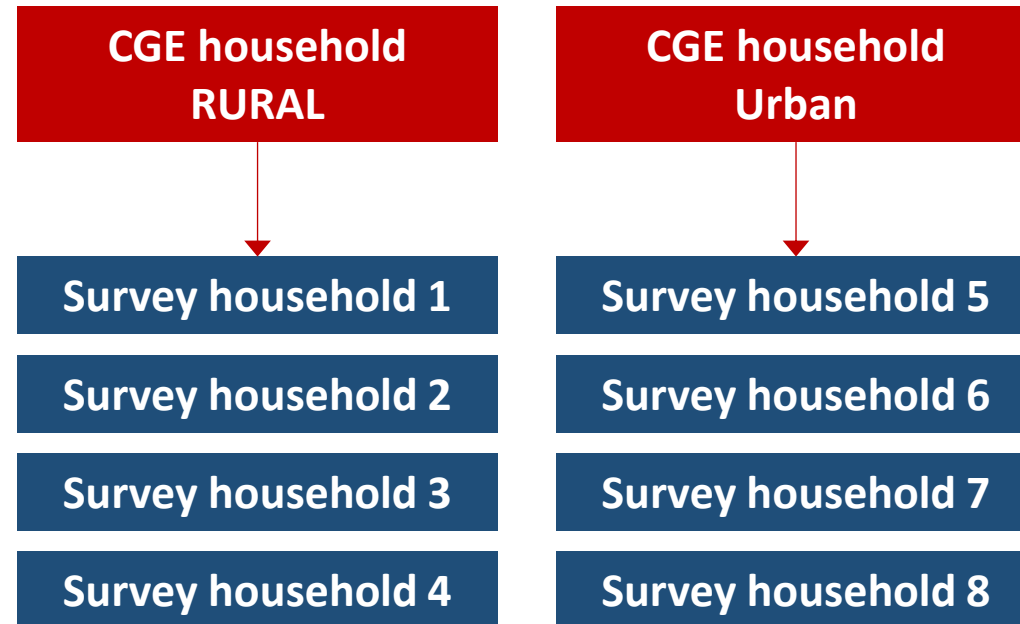 CGE household
RURAL
Survey household 1
Survey household 2
Survey household 3
Survey household 4
CGE household
Urban
Survey household 5
Survey household 6
Survey household 7
Survey household 8